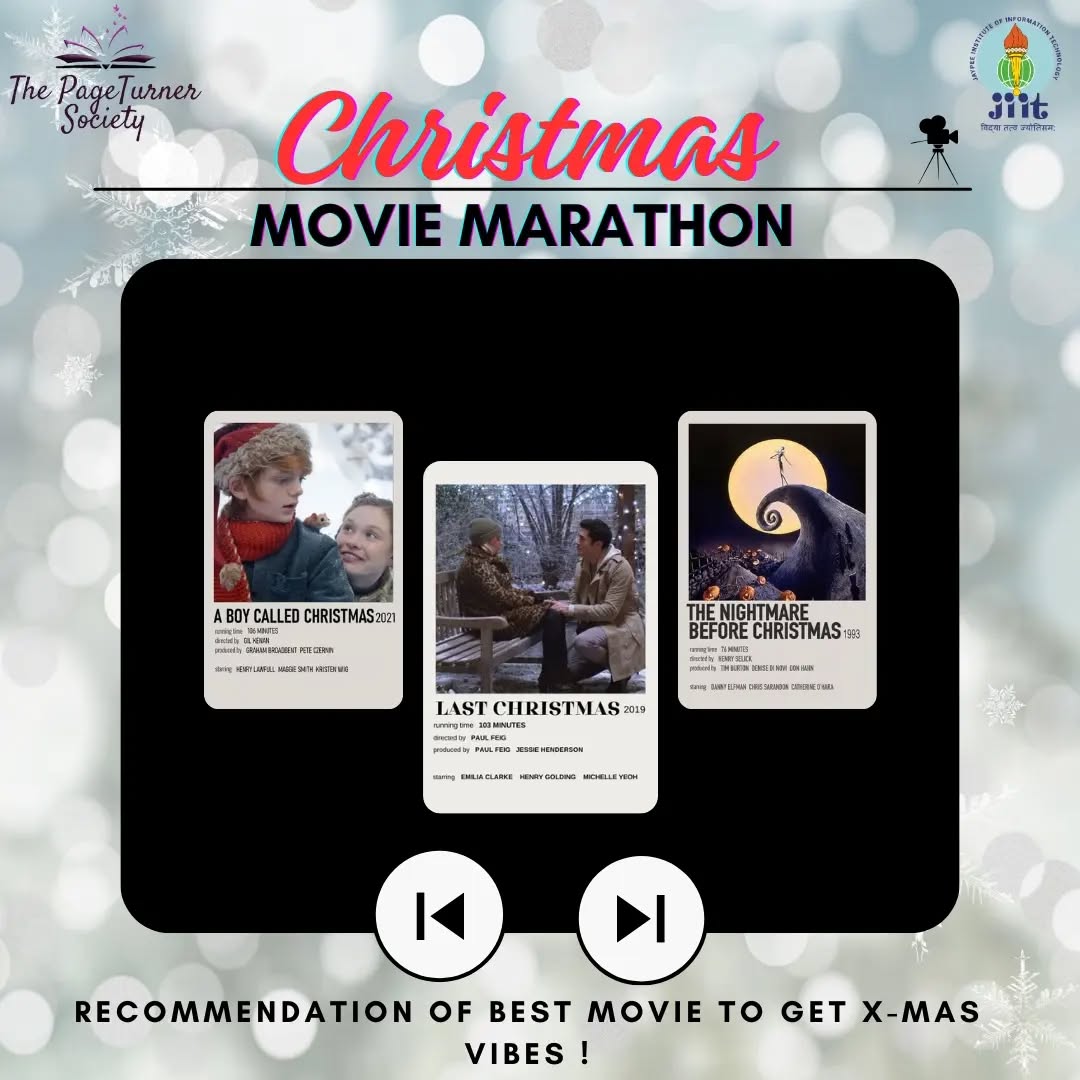 The PageTurner
Society
JAYPEE INSTITUTE OF INFORMATION TECHNOLOGY
jiit
विद्या तत्व ज्योतिसमः
Christmas
MOVIE MARATHON
A BOY CALLED CHRISTMAS 2021
running time 106 MINUTES
directed by GIL KENAN
produced by GRAHAM BROADBENT PETE CZERNIN
starring HENRY LAWFULL MAGGIE SMITH KRISTEN WIIG
LAST CHRISTMAS 2019
running time 103 MINUTES
directed by PAUL FEIG
produced by PAUL FEIG JESSIE HENDERSON
starring EMILIA CLARKE HENRY GOLDING MICHELLE YEOH
THE NIGHTMARE
BEFORE CHRISTMAS 1993
running time 76 MINUTES
directed by HENRY SELICK
produced by TIM BURTON DENISE DI NOVI DON HAHN
starring DANNY ELFMAN CHRIS SARANDON CATHERINE O'HARA
RECOMMENDATION OF BEST MOVIE TO GET X-MAS
VIBES !